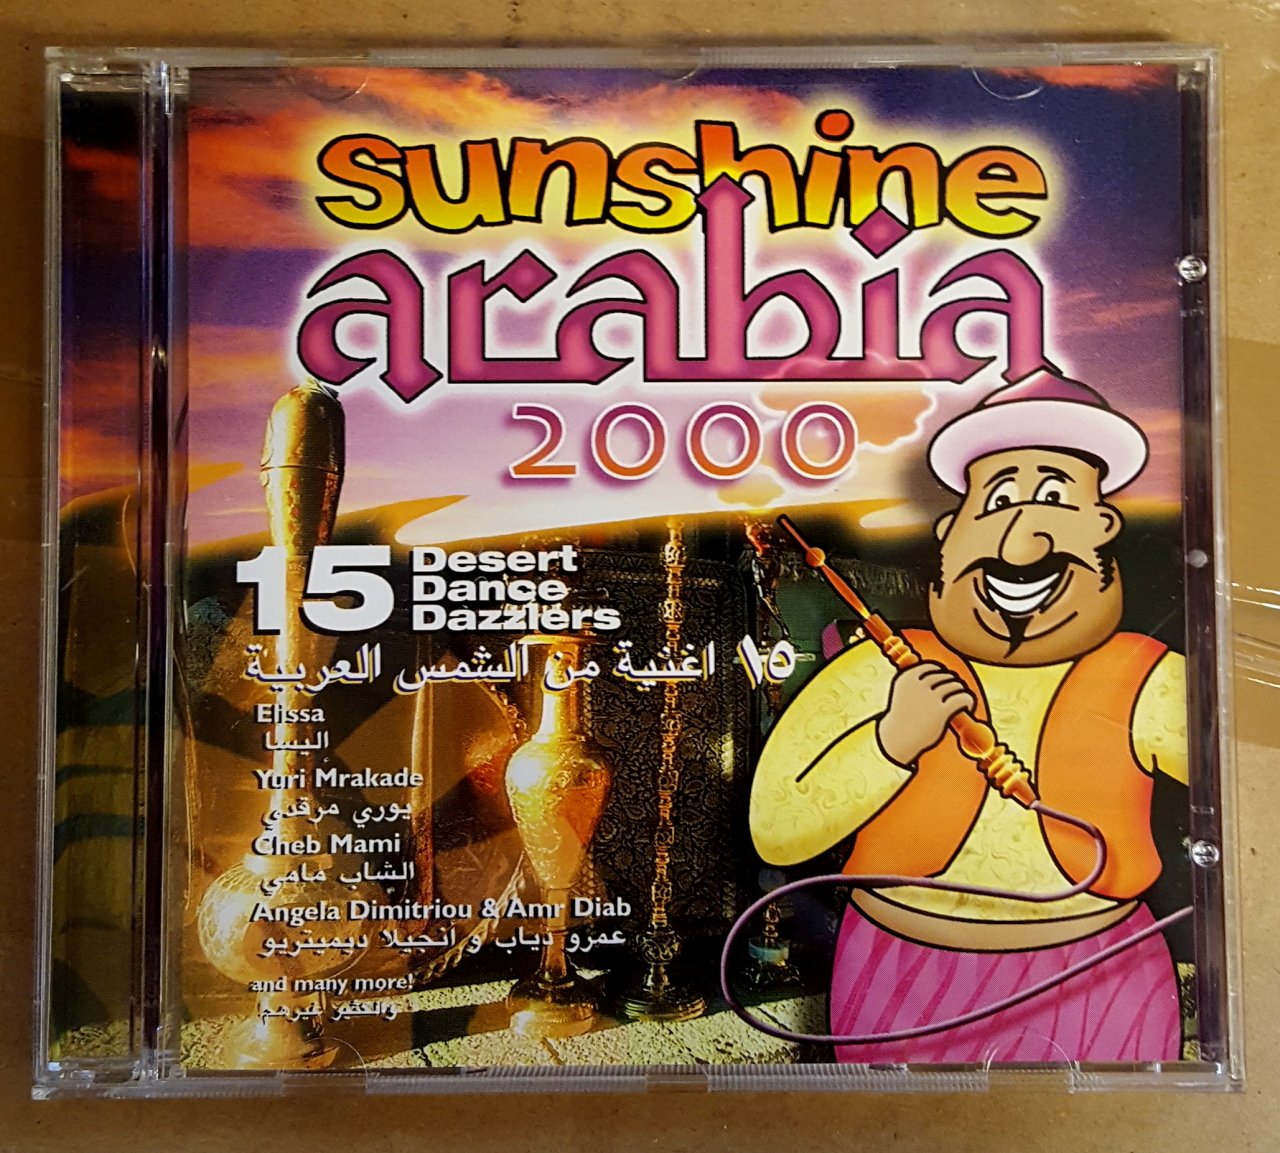 sunshine
arabia
2000
15 Desert
Dance
Dazzlers
١٥ اغنية من الشمس العربية
Elissa
إليسا
Yuri Mrakade
يوري مرقدي
Cheb Mami
الشاب مامي
Angela Dimitriou & Amr Diab
عمرو دياب و أنجيلا ديميتريو
and many more!
والكثير غيرهم